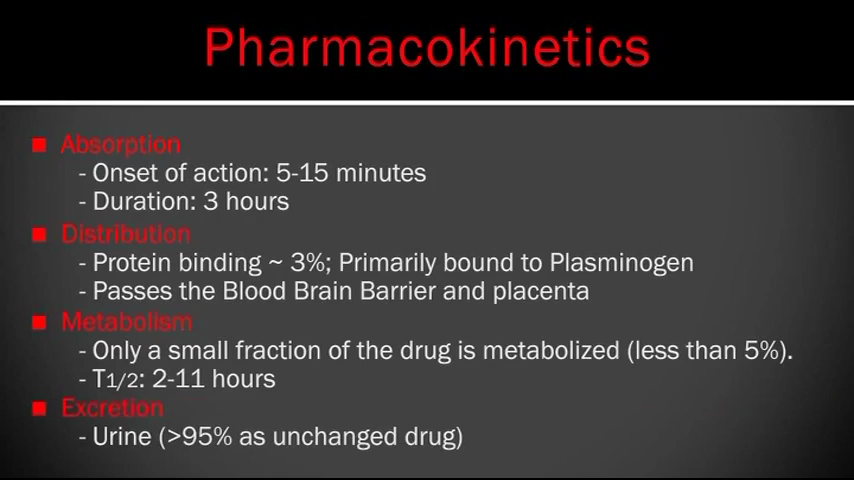 Pharmacokinetics
■ Absorption
- Onset of action: 5-15 minutes
- Duration: 3 hours
■ Distribution
- Protein binding ~ 3%; Primarily bound to Plasminogen
- Passes the Blood Brain Barrier and placenta
■ Metabolism
- Only a small fraction of the drug is metabolized (less than 5%).
- T1/2: 2-11 hours
■ Excretion
- Urine (>95% as unchanged drug)